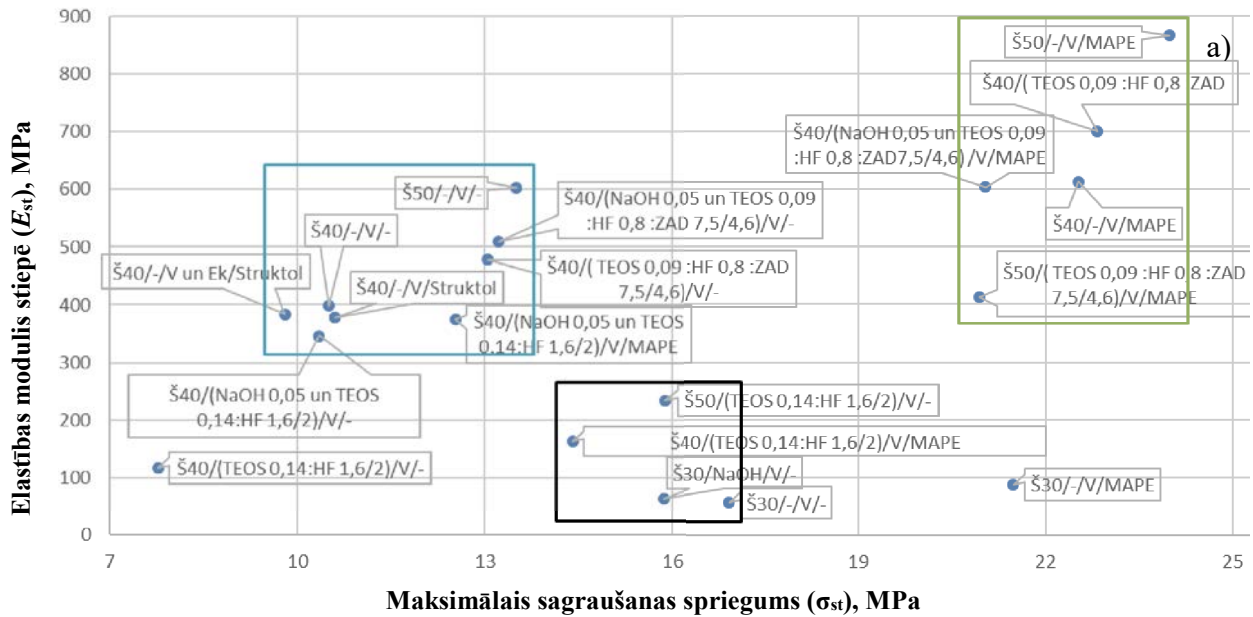 Elastības modulis stiepē (Est), MPa
900
800
700
600
500
400
300
200
100
0
a)
Š50/-/V/MAPE
Š40/( TEOS 0,09 :HF 0,8 :ZAD
Š40/(NaOH 0,05 un TEOS 0,09
:HF 0,8 :ZAD7,5/4,6) /V/MAPE
Š40/-/V/MAPE
Š50/( TEOS 0,09 :HF 0,8 :ZAD
7,5/4,6)/V/MAPE
Š50/-/V/-
Š40/(NaOH 0,05 un TEOS 0,09
:HF 0,8 :ZAD 7,5/4,6)/V/-
Š40/-/V/-
Š40/( TEOS 0,09 :HF 0,8 :ZAD
7,5/4,6)/V/-
Š40/-/V un Ek/Struktol
Š40/-/V/Struktol
Š40/(NaOH 0,05 un TEOS
0,14:HF 1,6/2)/V/MAPE
Š40/(NaOH 0,05 un TEOS
0,14:HF 1,6/2)/V/-
Š50/(TEOS 0,14:HF 1,6/2)/V/-
Š40/(TEOS 0,14:HF 1,6/2)/V/MAPE
Š40/(TEOS 0,14:HF 1,6/2)/V/-
Š30/NaOH/V/-
Š30/-/V/-
Š30/-/V/MAPE
7
10
13
16
19
22
25
Maksimālais sagraušanas spriegums (σst), MPa